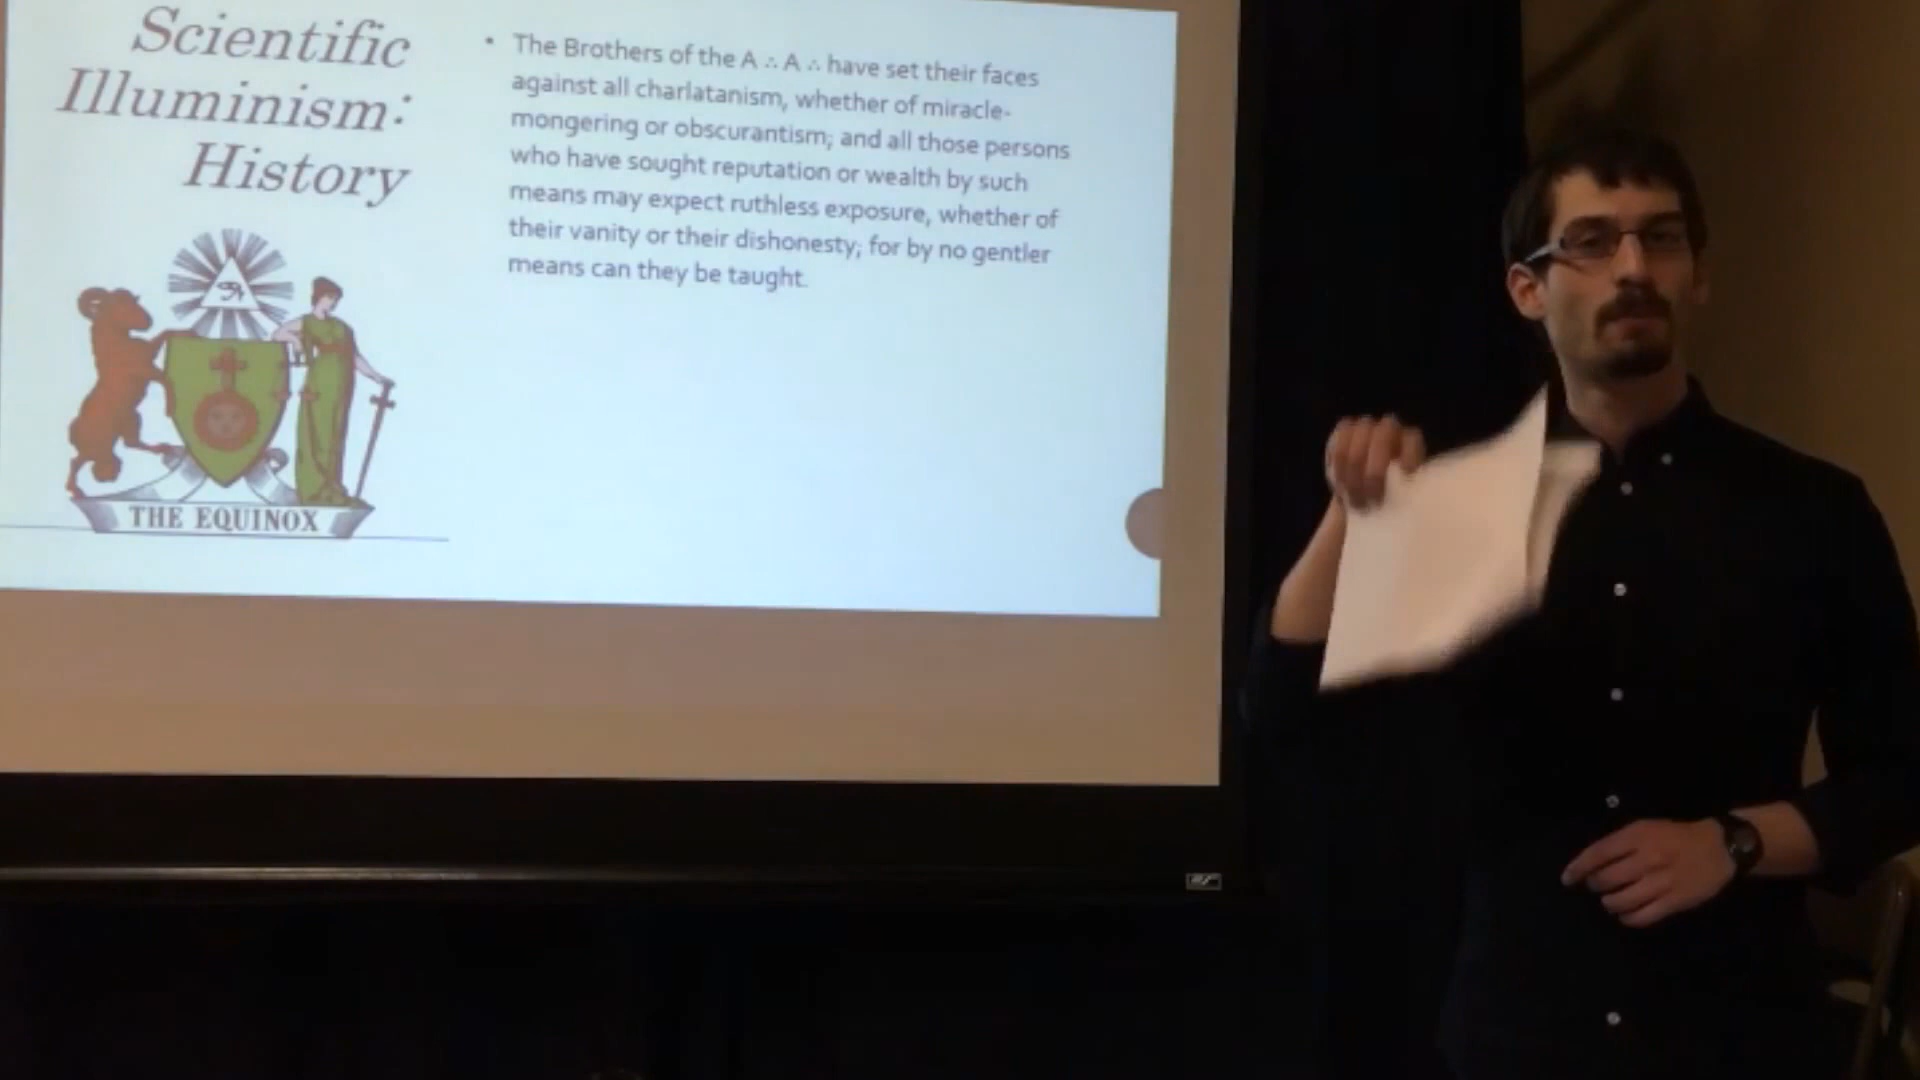 Scientific
Illuminism:
History
THE EQUINOX
• The Brothers of the A ∴ A ∴ have set their faces
against all charlatanism, whether of miracle-
mongering or obscurantism; and all those persons
who have sought reputation or wealth by such
means may expect ruthless exposure, whether of
their vanity or their dishonesty; for by no gentler
means can they be taught.